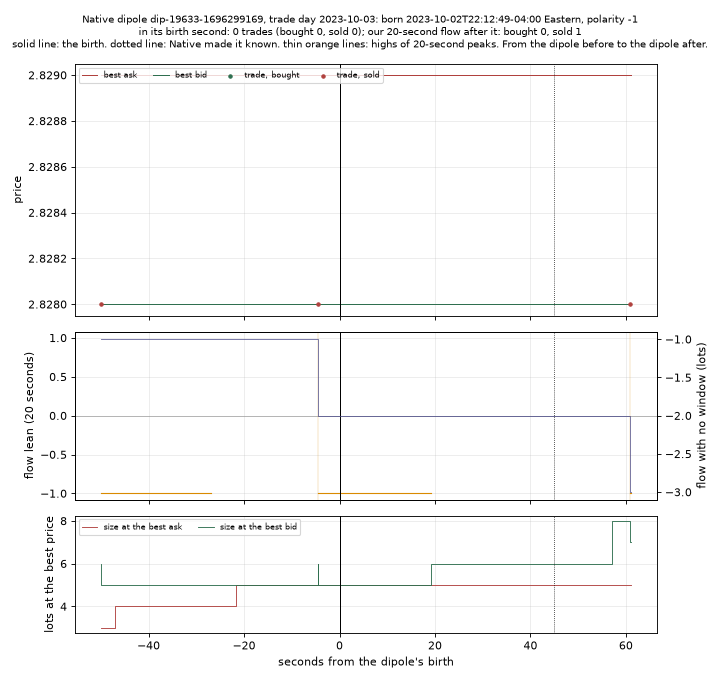 Native dipole dip-19633-1696299169, trade day 2023-10-03: born 2023-10-02T22:12:49-04:00 Eastern, polarity -1
in its birth second: 0 trades (bought 0, sold 0); our 20-second flow after it: bought 0, sold 1
solid line: the birth. dotted line: Native made it known. thin orange lines: highs of 20-second peaks. From the dipole before to the dipole after.
best ask best bid trade, bought trade, sold
2.8290
2.8288
2.8286
2.8284
2.8282
2.8280
price
1.0
0.5
0.0
−0.5
−1.0
flow lean (20 seconds)
−1.0
−1.5
−2.0
−2.5
−3.0
flow with no window (lots)
size at the best ask size at the best bid
8
6
4
lots at the best price
−40 −20 0 20 40 60
seconds from the dipole's birth